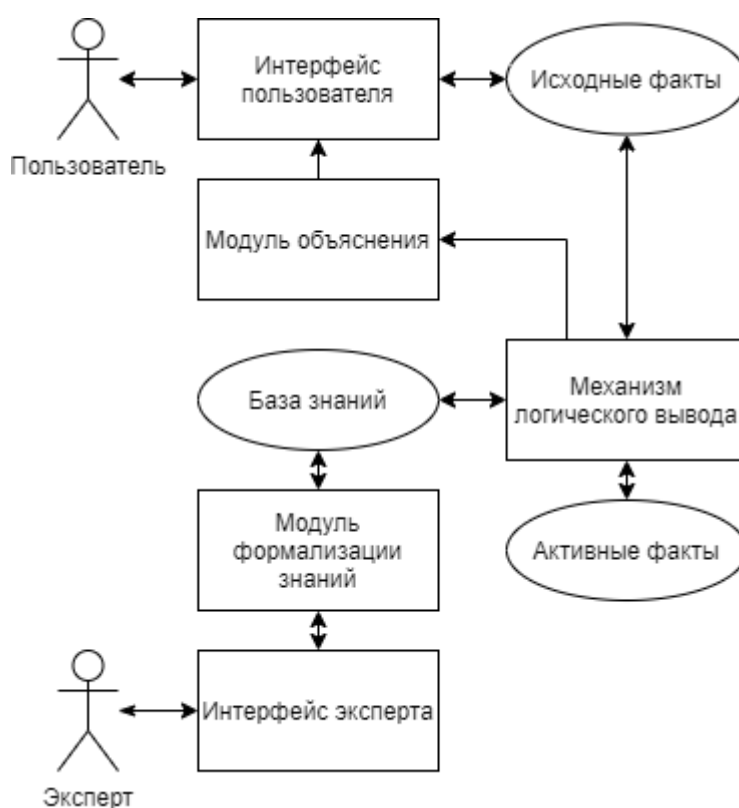 Интерфейс
пользователя
Исходные факты
Пользователь
Модуль объяснения
База знаний
Механизм
логического вывода
Модуль
формализации
знаний
Активные факты
Интерфейс эксперта
Эксперт